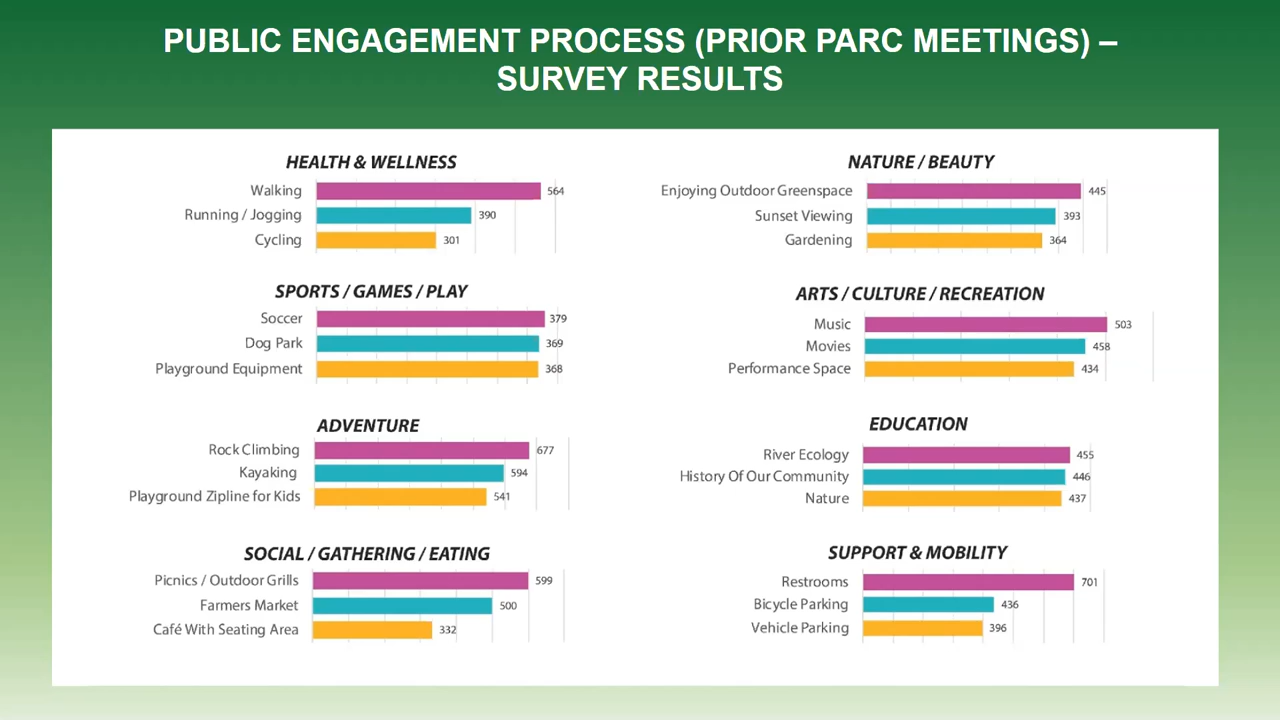 PUBLIC ENGAGEMENT PROCESS (PRIOR PARC MEETINGS) –
SURVEY RESULTS
HEALTH & WELLNESS
Walking 564
Running / Jogging 390
Cycling 301
SPORTS / GAMES / PLAY
Soccer 379
Dog Park 369
Playground Equipment 368
ADVENTURE
Rock Climbing 677
Kayaking 594
Playground Zipline for Kids 541
SOCIAL / GATHERING / EATING
Picnics / Outdoor Grills 599
Farmers Market 500
Café With Seating Area 332
NATURE / BEAUTY
Enjoying Outdoor Greenspace 445
Sunset Viewing 393
Gardening 364
ARTS / CULTURE / RECREATION
Music 503
Movies 458
Performance Space 434
EDUCATION
River Ecology 455
History Of Our Community 446
Nature 437
SUPPORT & MOBILITY
Restrooms 701
Bicycle Parking 436
Vehicle Parking 396